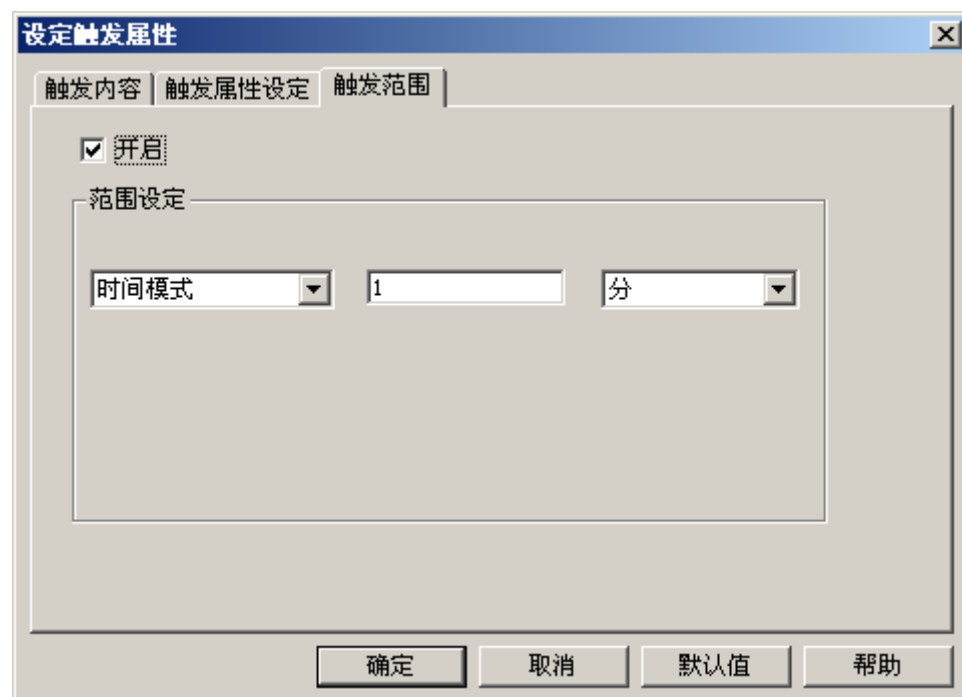 设定触发属性
触发内容 触发属性设定 触发范围
开启
范围设定
时间模式 1 分
确定 取消 默认值 帮助